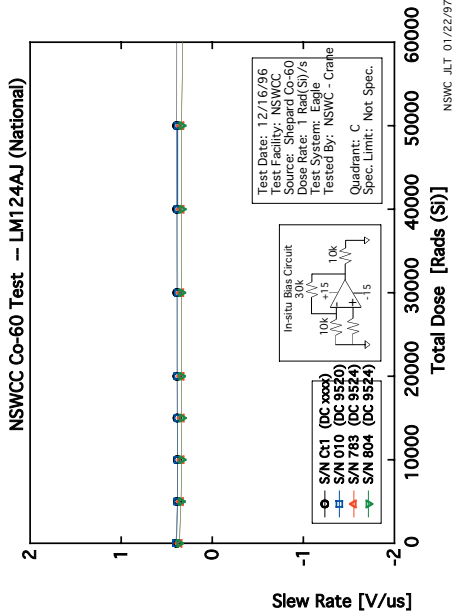 NSWCC Co-60 Test -- LM124AJ (National)
2
1
0
-1
-2
Slew Rate [V/us]
0
10000
20000
30000
40000
50000
60000
Total Dose [Rads (Si)]
S/N Ct1 (DC xxxx)
S/N 010 (DC 9520)
S/N 783 (DC 9524)
S/N 804 (DC 9524)
In-situ Bias Circuit
30k
10k
+15
-15
10k
Test Date: 12/16/96
Test Facility: NSWCC
Source: Shepard Co-60
Dose Rate: 1 Rad(Si)/s
Test System: Eagle
Tested By: NSWC - Crane
Quadrant: C
Spec. Limit: Not Spec.
NSWC JLT 01/22/97